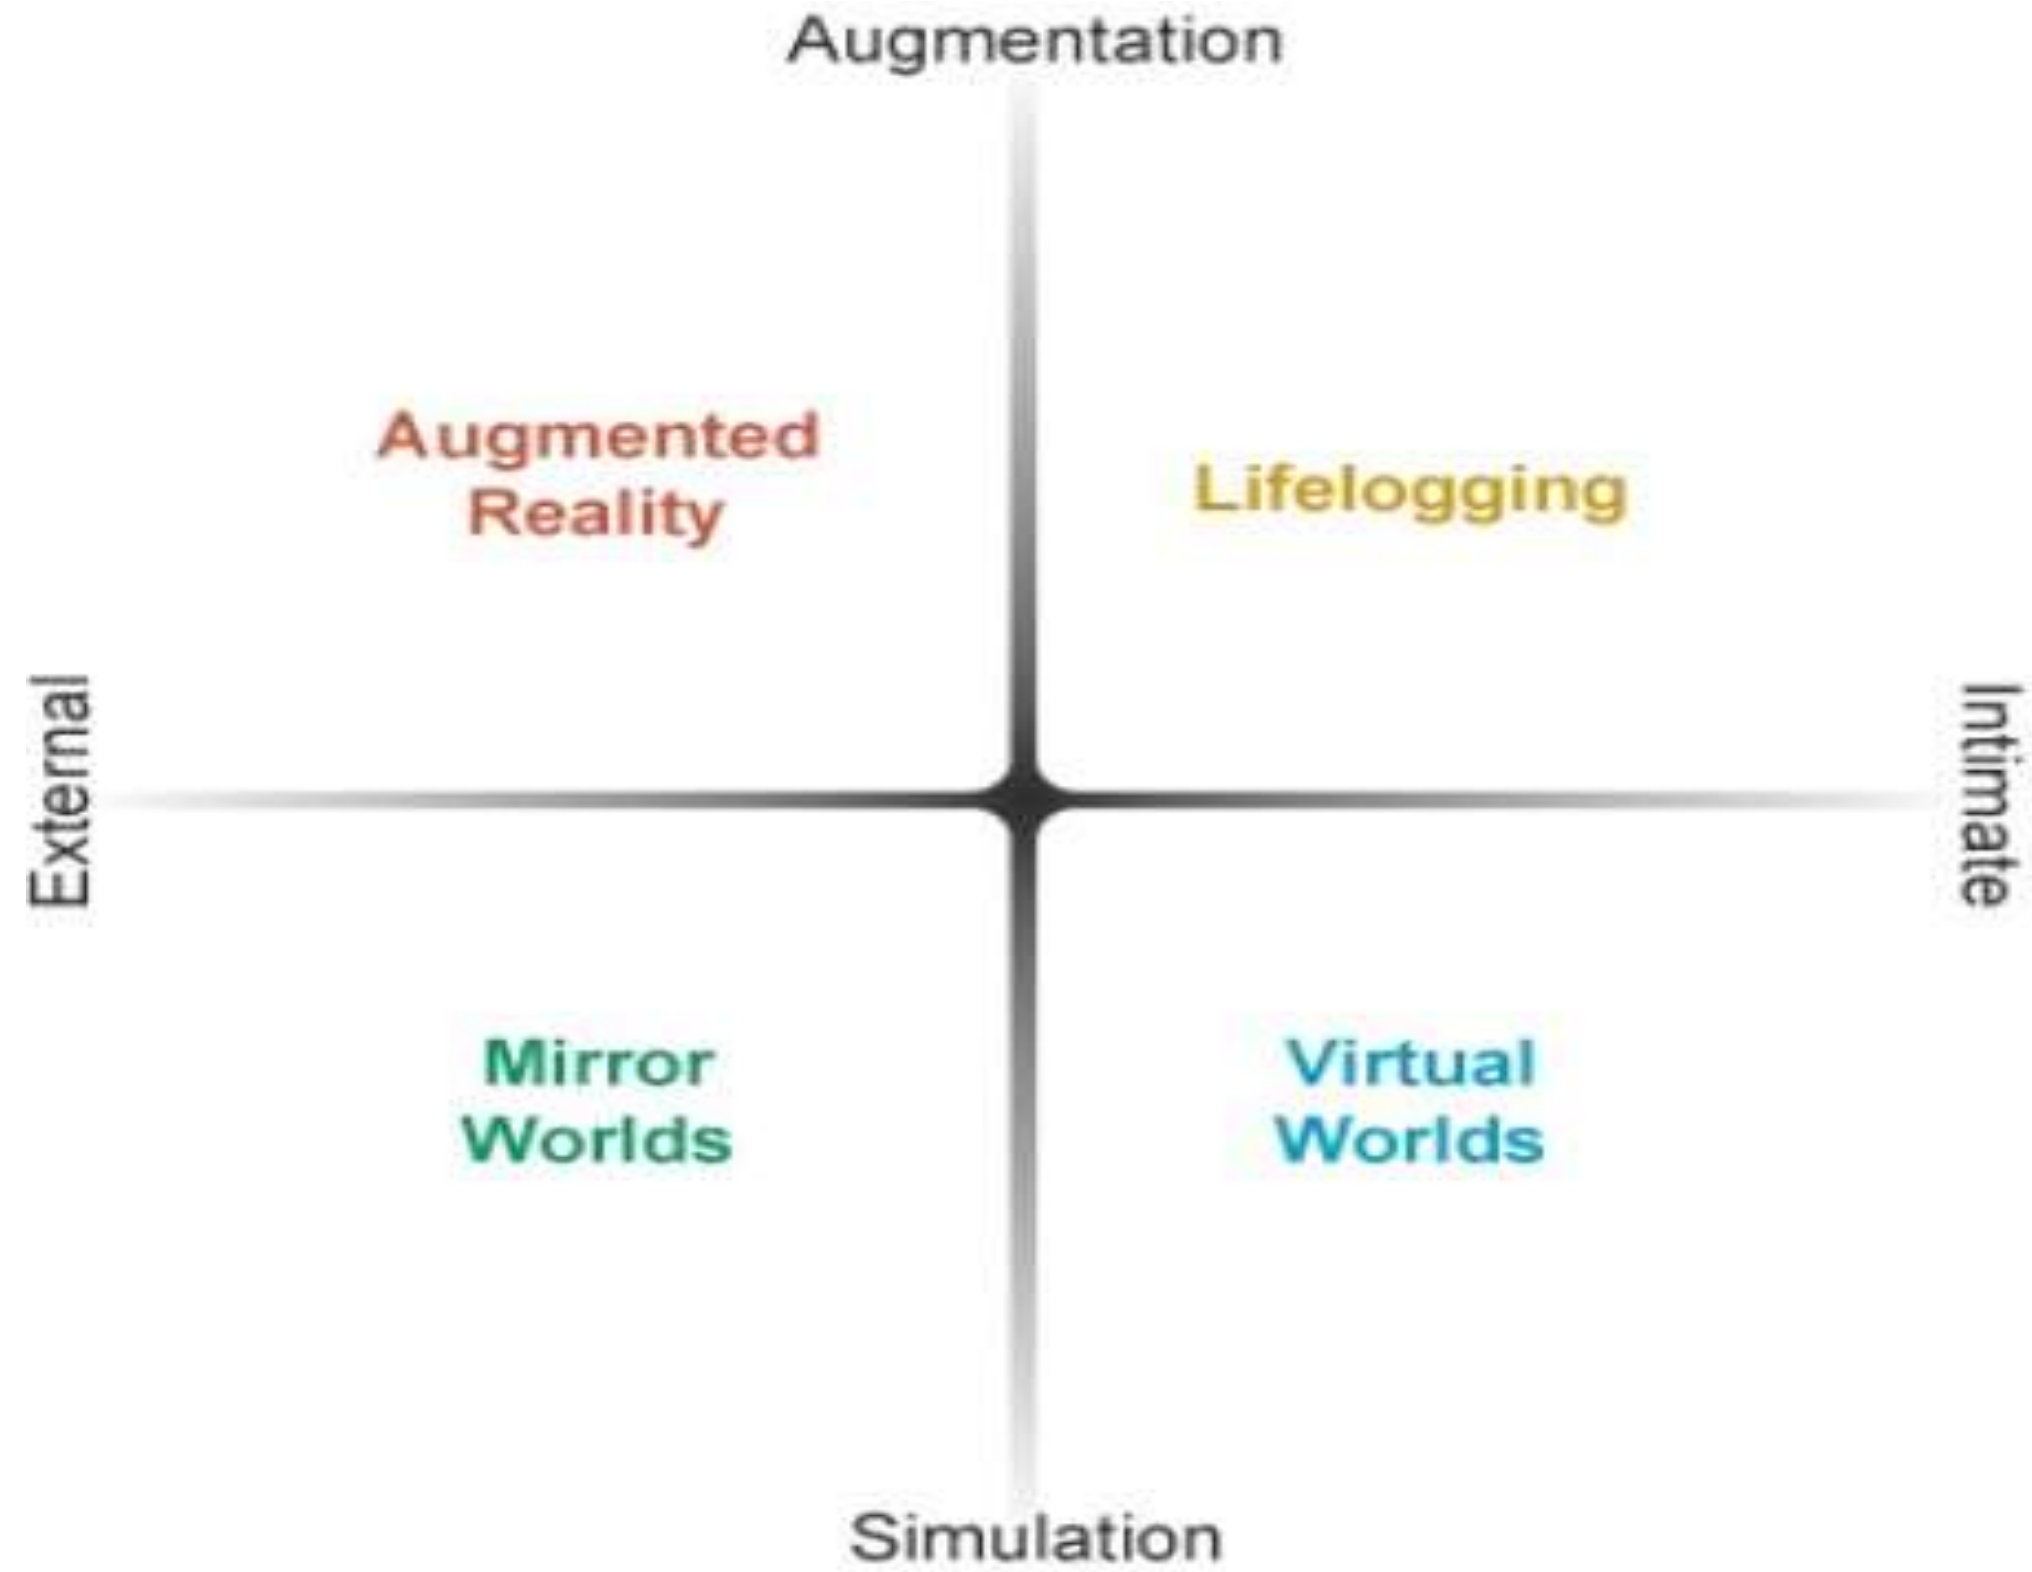 Augmentation
Augmented
Reality
Lifelogging
External
Intimate
Mirror
Worlds
Virtual
Worlds
Simulation